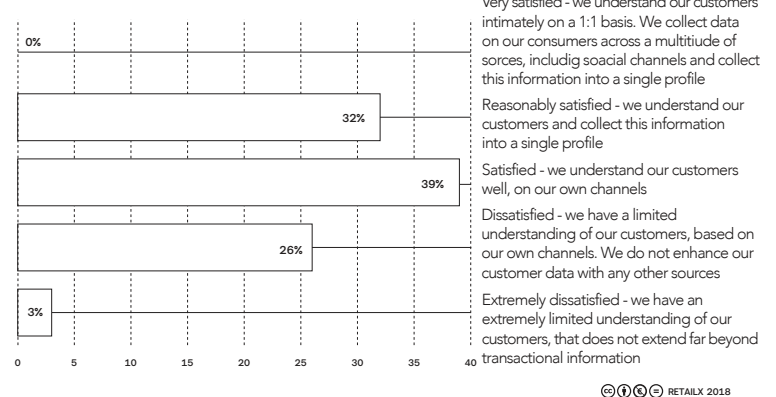 Very satisfied - we understand our customers
intimately on a 1:1 basis. We collect data
on our consumers across a multitiude of
sorces, includig soacial channels and collect
this information into a single profile
0%
Reasonably satisfied - we understand our
customers and collect this information
into a single profile
32%
Satisfied - we understand our customers
well, on our own channels
39%
Dissatisfied - we have a limited
understanding of our customers, based on
our own channels. We do not enhance our
customer data with any other sources
26%
Extremely dissatisfied - we have an
extremely limited understanding of our
customers, that does not extend far beyond
transactional information
3%
0 5 10 15 20 25 30 35 40
RETAILX 2018